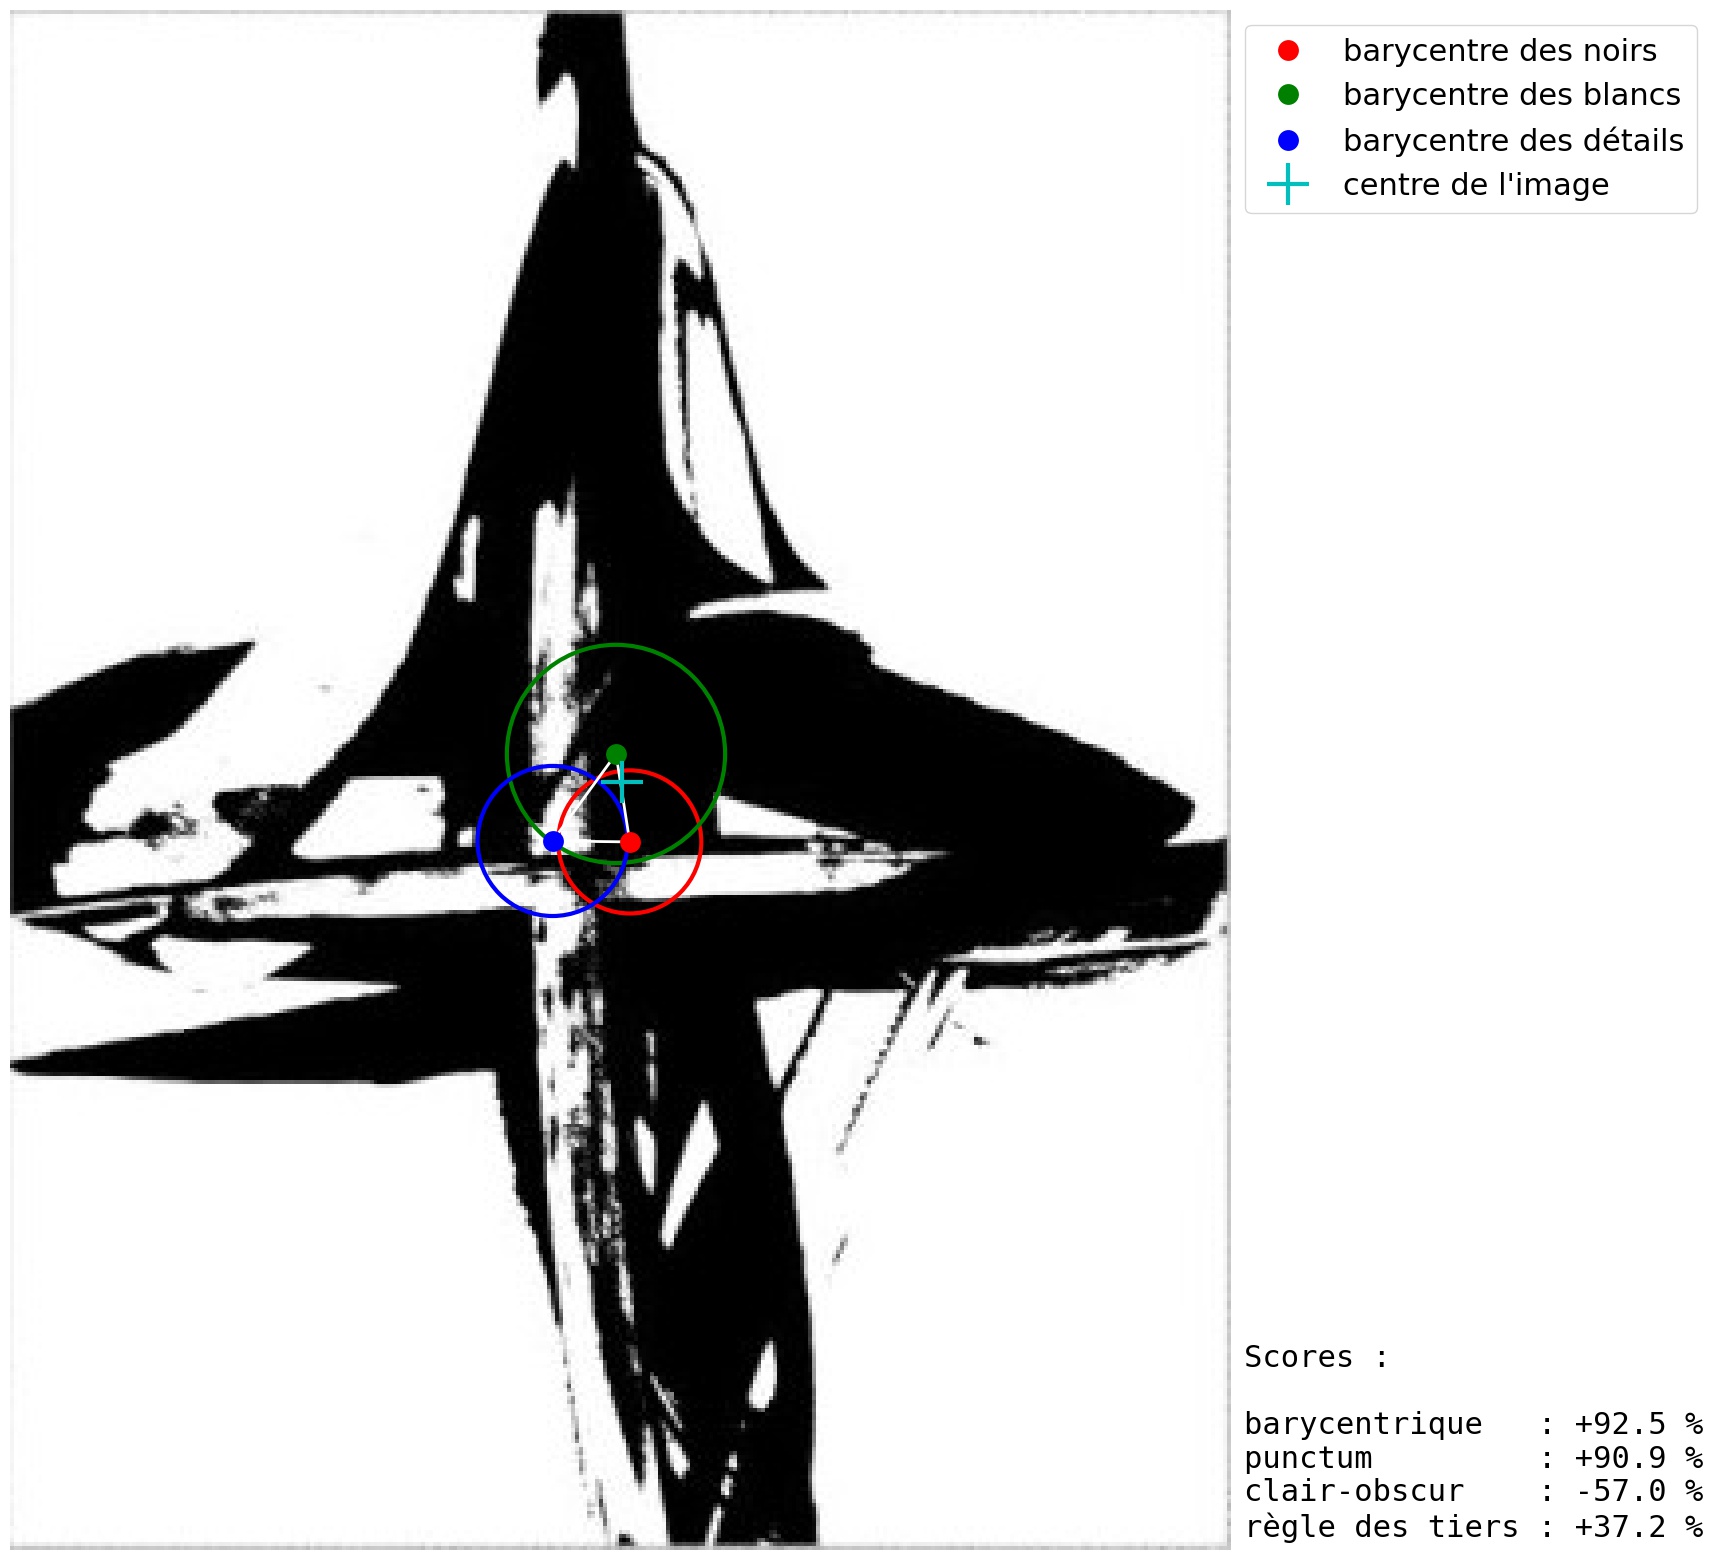 barycentre des noirs
barycentre des blancs
barycentre des détails
centre de l'image
Scores :
barycentrique : +92.5 %
punctum : +90.9 %
clair-obscur : -57.0 %
règle des tiers : +37.2 %